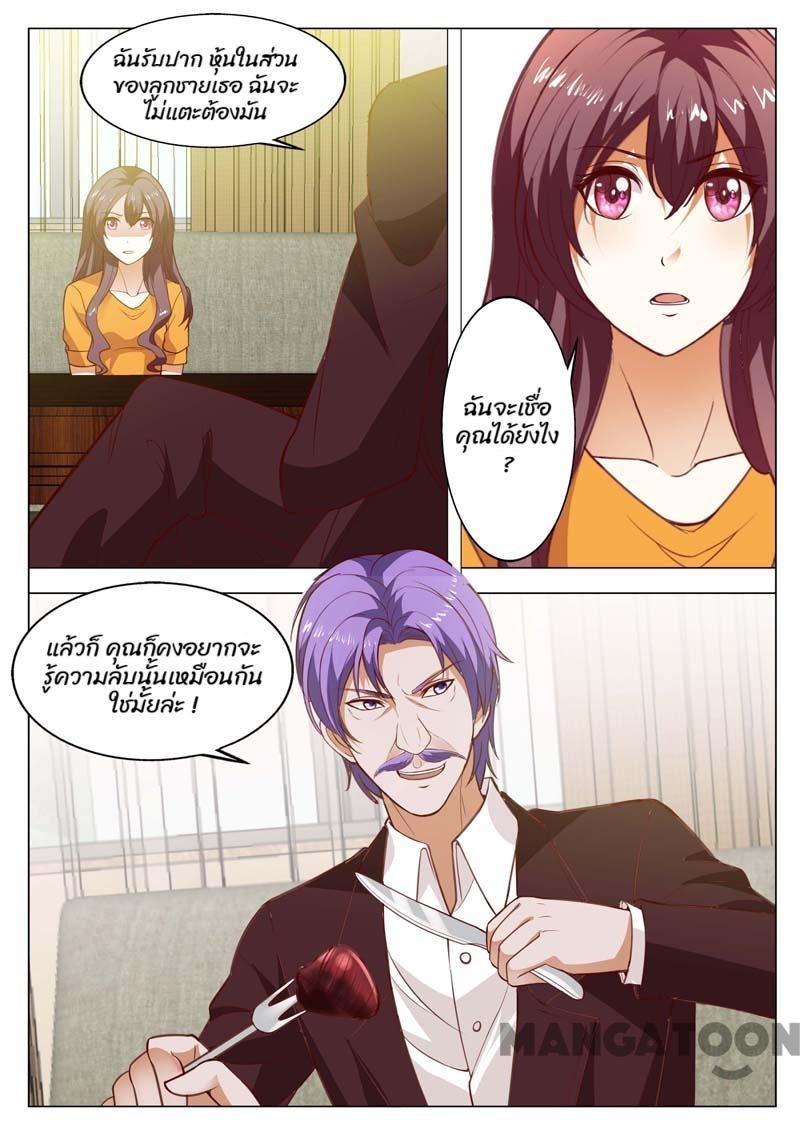 ฉันรับปาก หุ้นในส่วน
ของลูกชายเธอ ฉันจะ
ไม่แตะต้องมัน
ฉันจะเชื่อ
คุณได้ยังไง
?
แล้วก็ คุณก็คงอยากจะ
รู้ความลับนั้นเหมือนกัน
ใช่มั้ยล่ะ !
MANGATOON